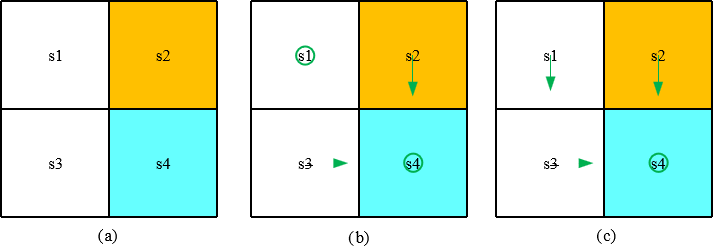 s1 s2 s1 s2 s1 s2
s3 s4 s3 s4 s3 s4
(a) (b) (c)